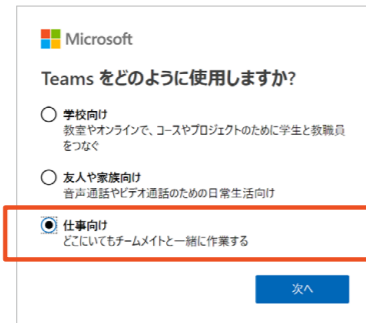 Microsoft
Teams をどのように使用しますか?
学校向け
教室やオンラインで、コースやプロジェクトのために学生と教職員
をつなぐ
友人や家族向け
音声通話やビデオ通話のための日常生活向け
仕事向け
どこにいてもチームメイトと一緒に作業する
次へ